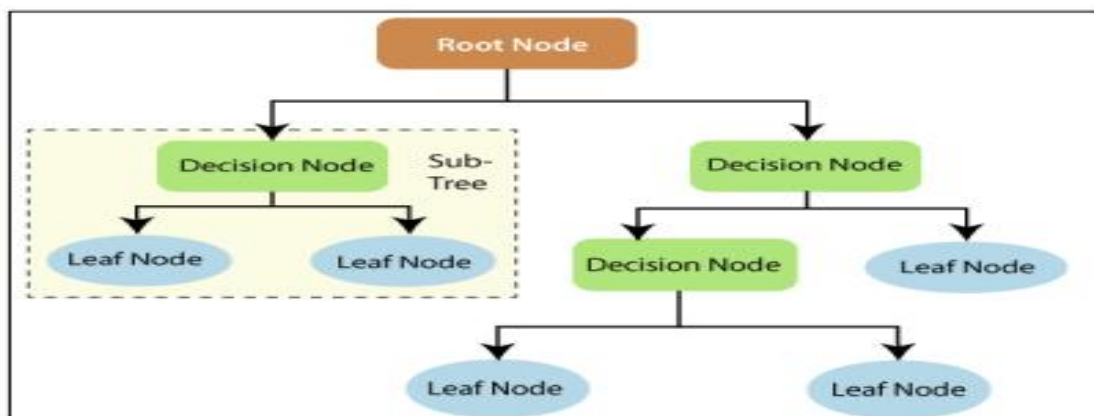 Root Node
Decision Node
Sub-
Tree
Decision Node
Leaf Node
Leaf Node
Decision Node
Leaf Node
Leaf Node
Leaf Node